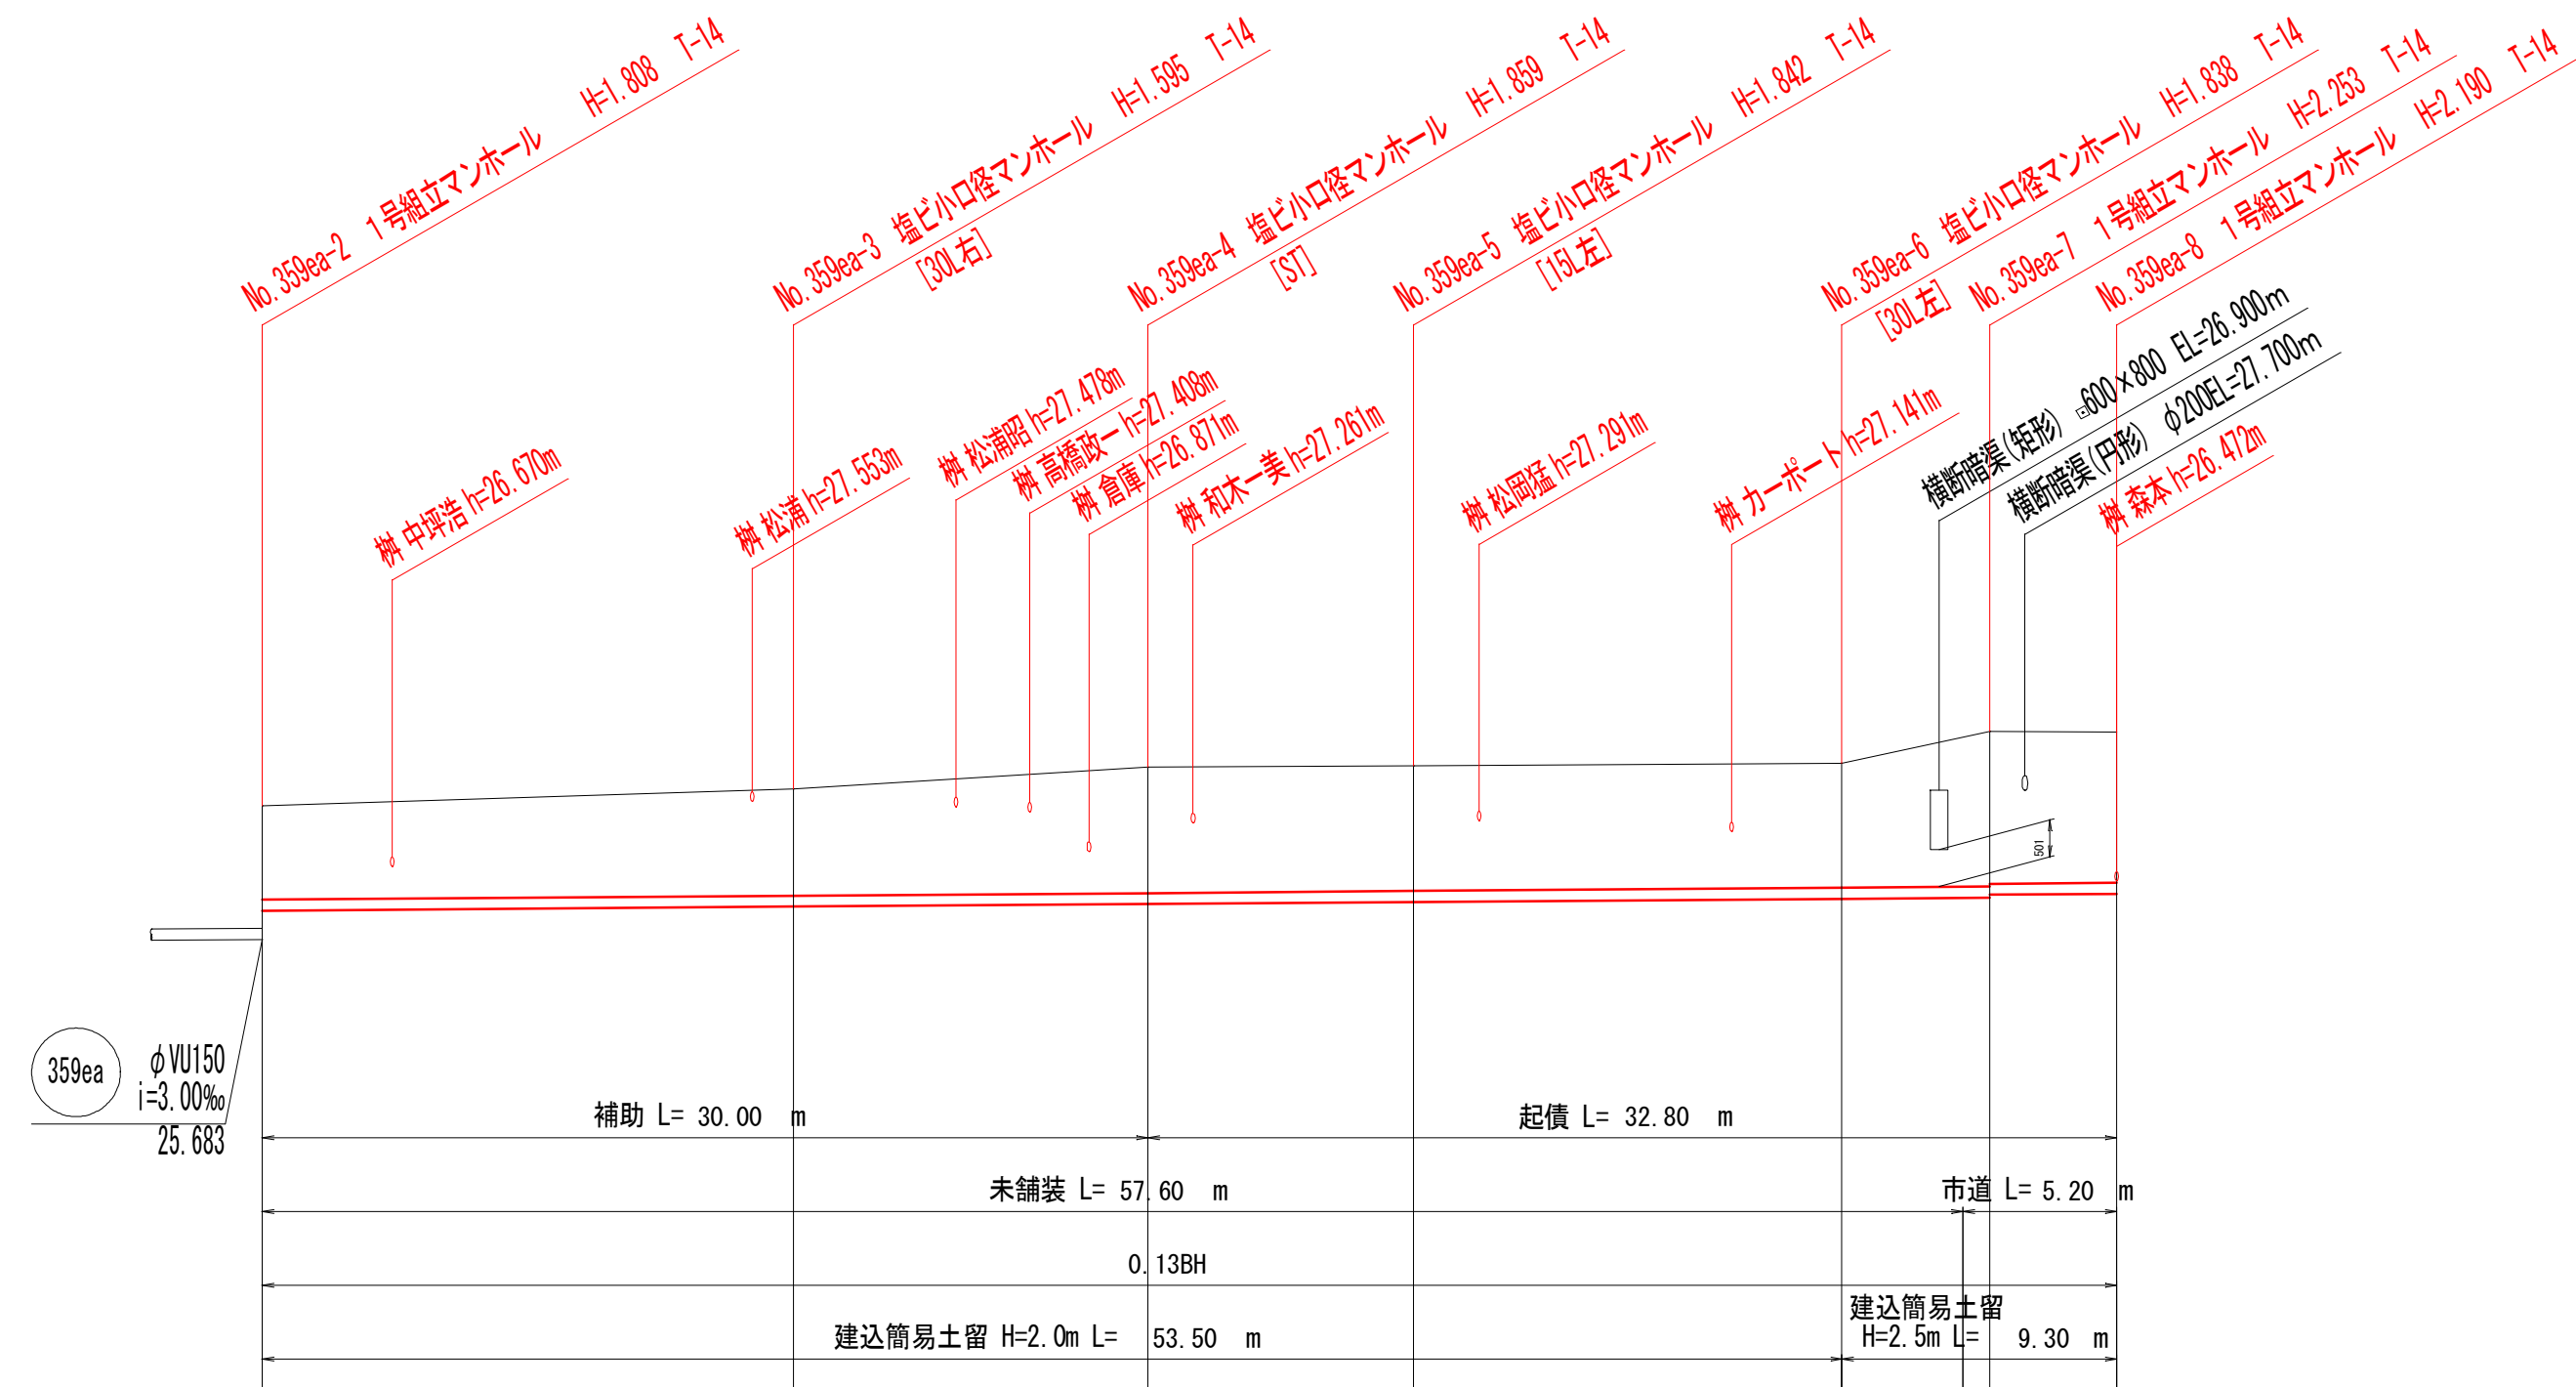 No.359ea-2 1号組立マンホール H=1.808 T-14
No.359ea-3 塩ビ小口径マンホール H=1.595 T-14
[30L右]
No.359ea-4 塩ビ小口径マンホール H=1.859 T-14
[ST]
No.359ea-5 塩ビ小口径マンホール H=1.842 T-14
[15L左]
No.359ea-6 塩ビ小口径マンホール H=1.838 T-14
[30L左]
No.359ea-7 1号組立マンホール H=2.253 T-14
No.359ea-8 1号組立マンホール H=2.190 T-14
桝 中坪浩 h=26.670m
桝 松浦 h=27.553m
桝 松浦昭 h=27.478m
桝 高橋政一 h=27.408m
桝 倉庫 h=26.871m
桝 和木一美 h=27.261m
桝 松岡猛 h=27.291m
桝 カーポート h=27.141m
横断暗渠(矩形) □600×800 EL=26.900m
横断暗渠(円形) φ200EL=27.700m
桝 森本 h=26.472m
501
359ea
φVU150
i=3.00‰
25.683
補助 L= 30.00 m
起債 L= 32.80 m
未舗装 L= 57.60 m
市道 L= 5.20 m
0.13BH
建込簡易土留 H=2.0m L= 53.50 m
建込簡易土留
H=2.5m L= 9.30 m